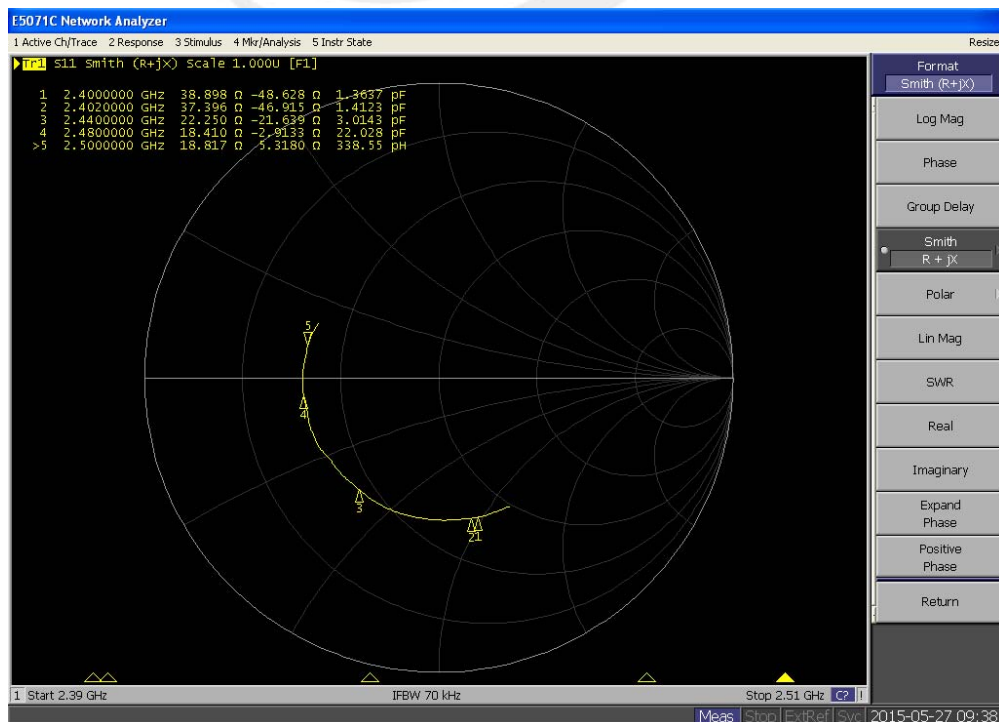 E5071C Network Analyzer
1 Active Ch/Trace 2 Response 3 Stimulus 4 Mkr/Analysis 5 Instr State
Resize
Tr1 S11 Smith (R+jX) Scale 1.000U [F1]
1 2.4000000 GHz 38.898 Ω -48.628 Ω 1.3637 pF
2 2.4020000 GHz 37.396 Ω -46.915 Ω 1.4123 pF
3 2.4400000 GHz 22.250 Ω -21.639 Ω 3.0143 pF
4 2.4800000 GHz 18.410 Ω -2.9133 Ω 22.028 pF
>5 2.5000000 GHz 18.817 Ω 5.3180 Ω 338.55 pH
5
4
3
21
Format
Smith (R+jX)
Log Mag
Phase
Group Delay
Smith
R + jX
Polar
Lin Mag
SWR
Real
Imaginary
Expand
Phase
Positive
Phase
Return
1 Start 2.39 GHz
IFBW 70 kHz
Stop 2.51 GHz C? !
Meas Stop ExtRef Svc 2015-05-27 09:38